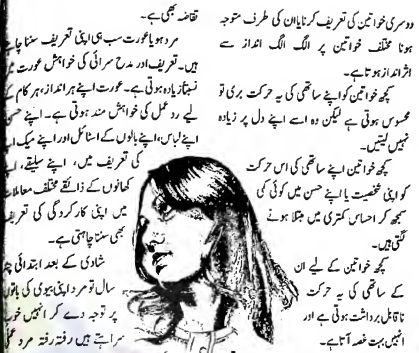 دوسری خواتین کی تعریف کرنا یا ان کی طرف متوجہ
ہونا مختلف خواتین پر الگ الگ انداز سے
اثر انداز ہوتا ہے۔
کچھ خواتین کو اپنے ساتھی کی یہ حرکت بری تو
محسوس ہوتی ہے لیکن وہ اسے اپنے دل پر زیادہ
نہیں لیتیں۔
کچھ خواتین اپنے ساتھی کی اس حرکت
کو اپنی شخصیت یا اپنے حسن میں کوئی کمی
سمجھ کر احساس کمتری میں مبتلا ہونے
لگتی ہیں۔
کچھ خواتین کے لیے ان
کے ساتھی کی یہ حرکت
ناقابل برداشت ہوتی ہے اور
انہیں بہت غصہ آتا ہے۔
تقاضہ بھی ہے۔
مرد ہو یا عورت سب ہی اپنی تعریف سننا چاہتے
ہیں۔ تعریف اور مدح سرائی کی خواہش عورت میں
نسبتاً زیادہ ہوتی ہے۔ عورت اپنے ہر انداز، ہر کام کے
لیے رد عمل کی خواہش مند ہوتی ہے۔ اپنے حسن
اپنے لباس، اپنے بالوں کے اسٹائل اور اپنے میک اپ
کی تعریف میں، اپنے سلیقے، اپنے
کھانوں کے ذائقے مختلف معاملات
میں اپنی کارکردگی کی تعریف
بھی سننا چاہتی ہے۔
شادی کے بعد ابتدائی چند
سال تو مرد اپنی بیوی کی باتوں
پر توجہ دے کر انہیں خوب
سراہتے ہیں رفتہ رفتہ مرد